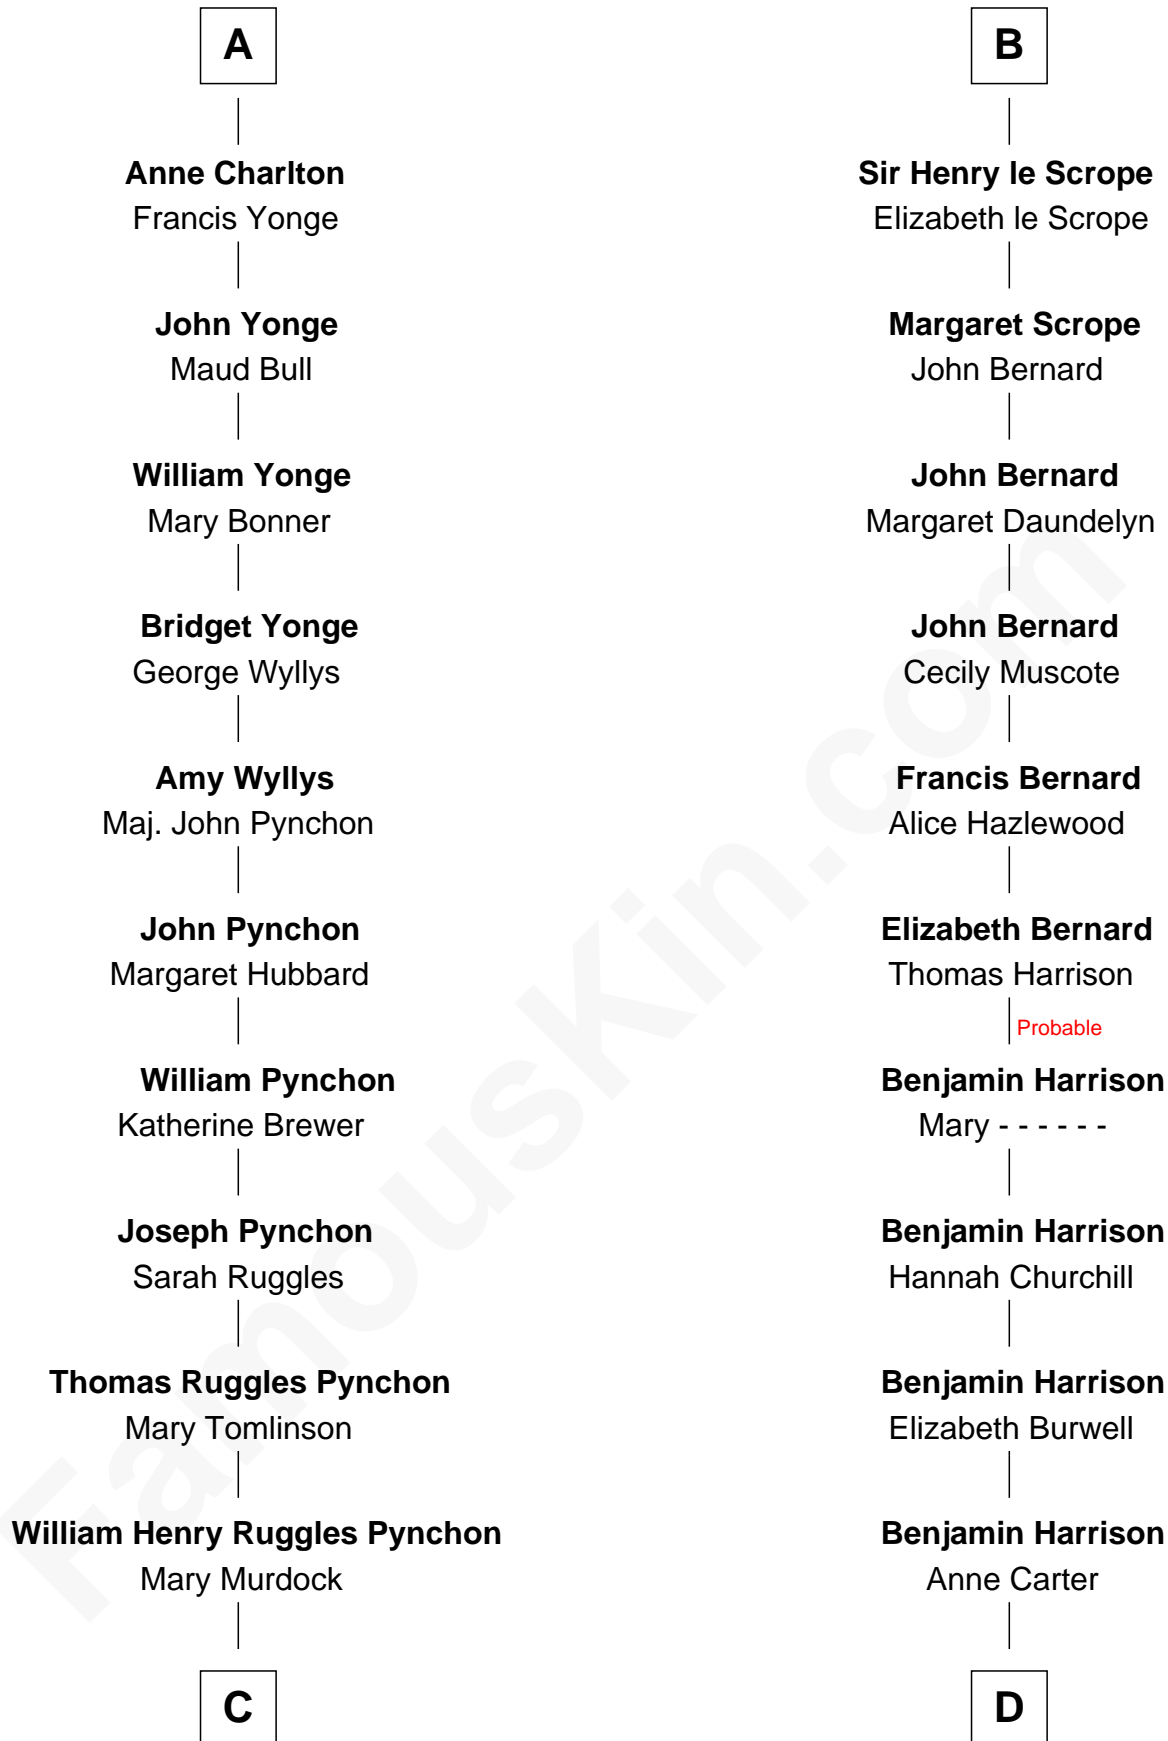 A
Anne Charlton
Francis Yonge
John Yonge
Maud Bull
William Yonge
Mary Bonner
Bridget Yonge
George Wyllys
Amy Wyllys
Maj. John Pynchon
John Pynchon
Margaret Hubbard
William Pynchon
Katherine Brewer
Joseph Pynchon
Sarah Ruggles
Thomas Ruggles Pynchon
Mary Tomlinson
William Henry Ruggles Pynchon
Mary Murdock
C
B
Sir Henry le Scrope
Elizabeth le Scrope
Margaret Scrope
John Bernard
John Bernard
Margaret Daundelyn
John Bernard
Cecily Muscote
Francis Bernard
Alice Hazlewood
Elizabeth Bernard
Thomas Harrison
Probable
Benjamin Harrison
Mary - - - - - -
Benjamin Harrison
Hannah Churchill
Benjamin Harrison
Elizabeth Burwell
Benjamin Harrison
Anne Carter
D
FamousKin.com